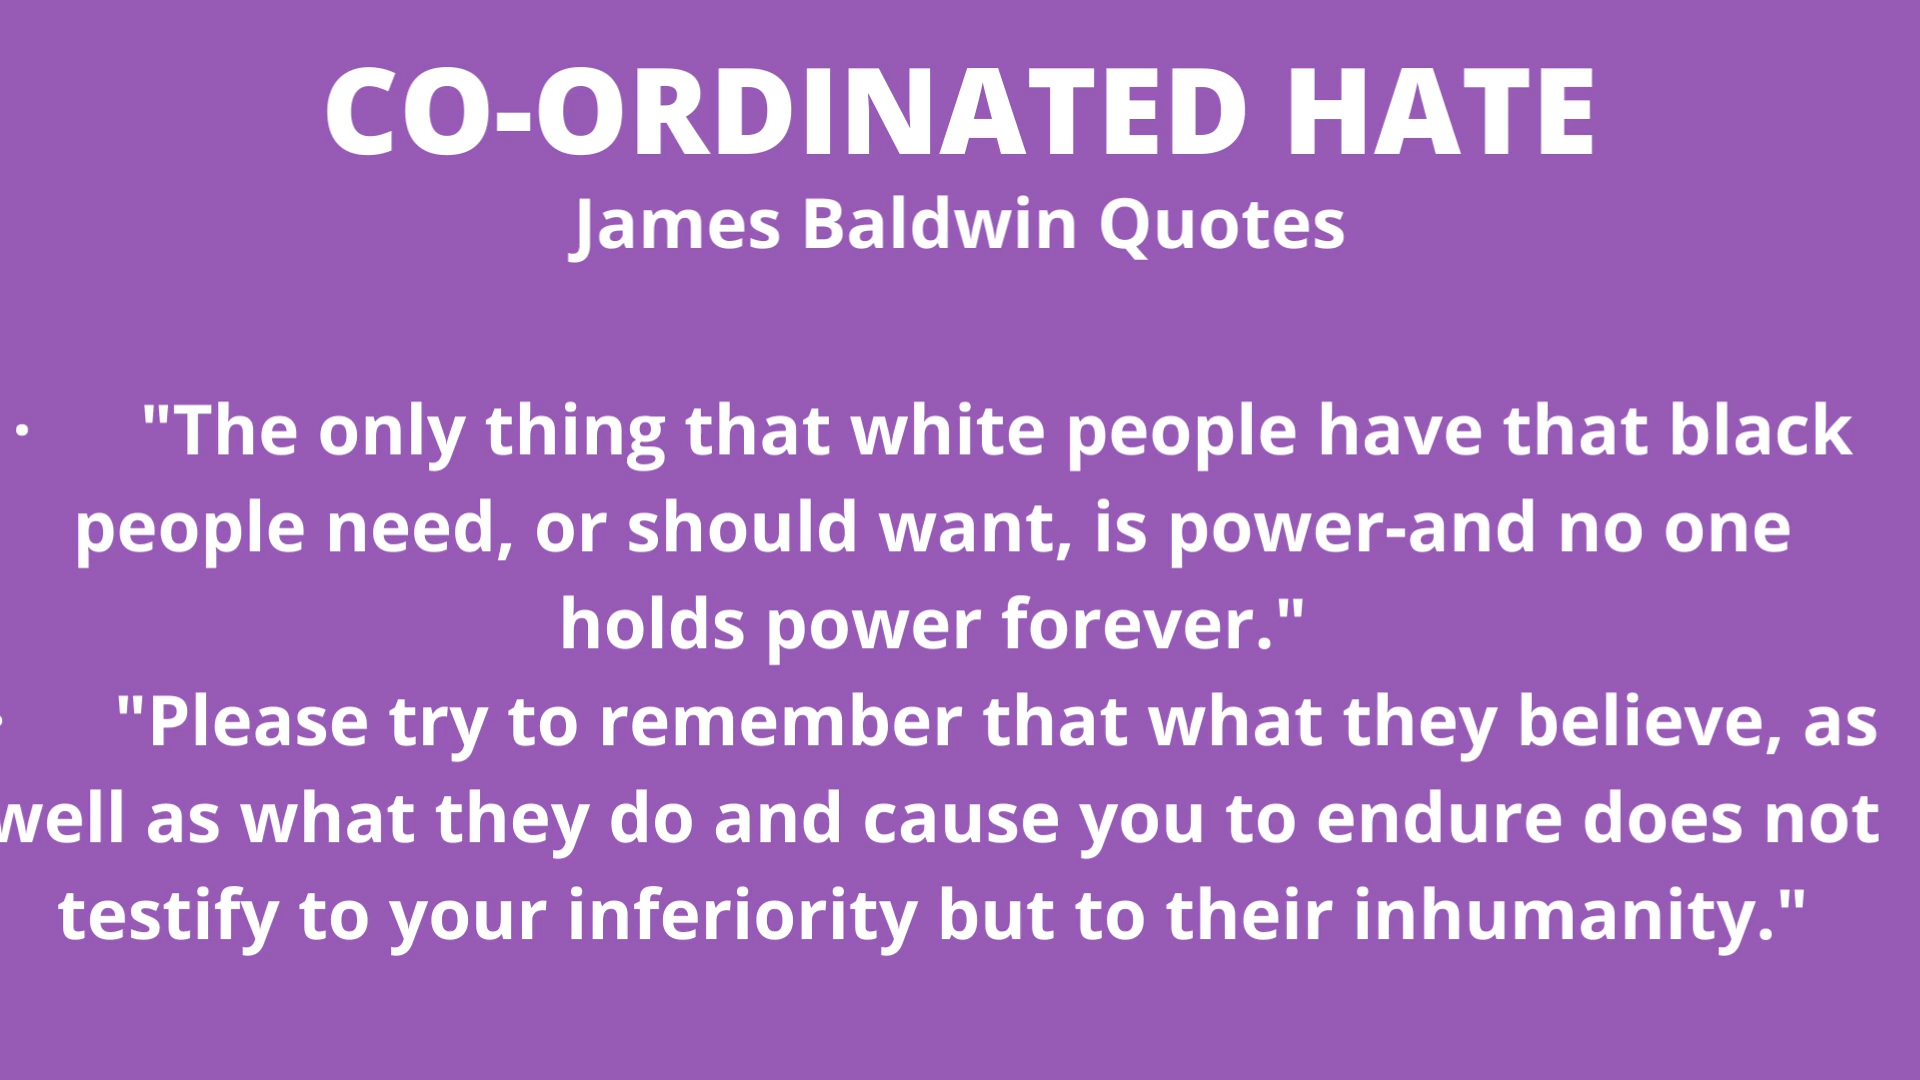 CO-ORDINATED HATE
James Baldwin Quotes
· "The only thing that white people have that black
people need, or should want, is power-and no one
holds power forever."
· "Please try to remember that what they believe, as
well as what they do and cause you to endure does not
testify to your inferiority but to their inhumanity."